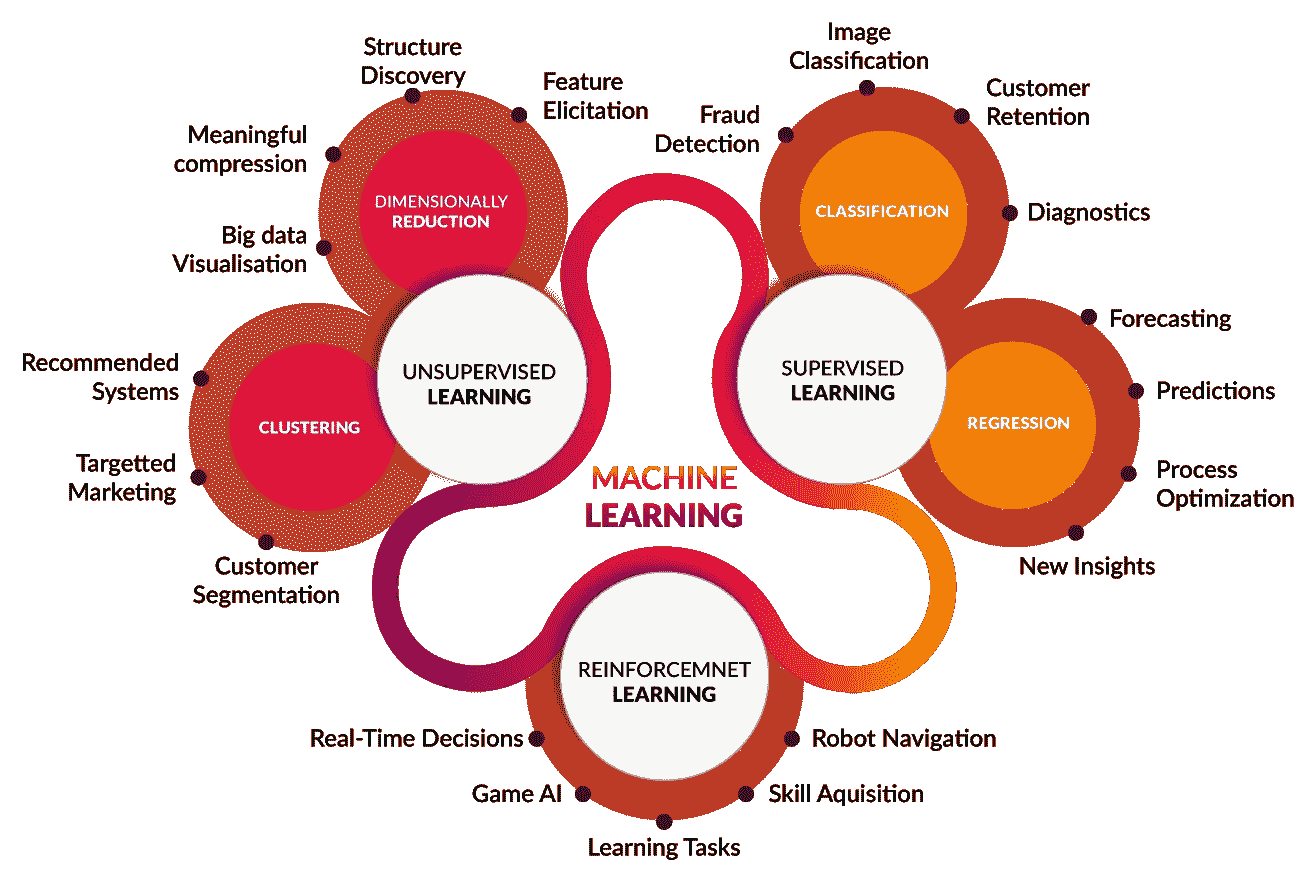 Structure
Discovery
Feature
Elicitation
Meaningful
compression
Big data
Visualisation
DIMENSIONALLY
REDUCTION
Recommended
Systems
Targetted
Marketing
Customer
Segmentation
CLUSTERING
UNSUPERVISED
LEARNING
Image
Classification
Fraud
Detection
Customer
Retention
Diagnostics
CLASSIFICATION
SUPERVISED
LEARNING
Forecasting
Predictions
Process
Optimization
New Insights
REGRESSION
MACHINE
LEARNING
REINFORCEMNET
LEARNING
Real-Time Decisions
Game AI
Learning Tasks
Skill Aquisition
Robot Navigation